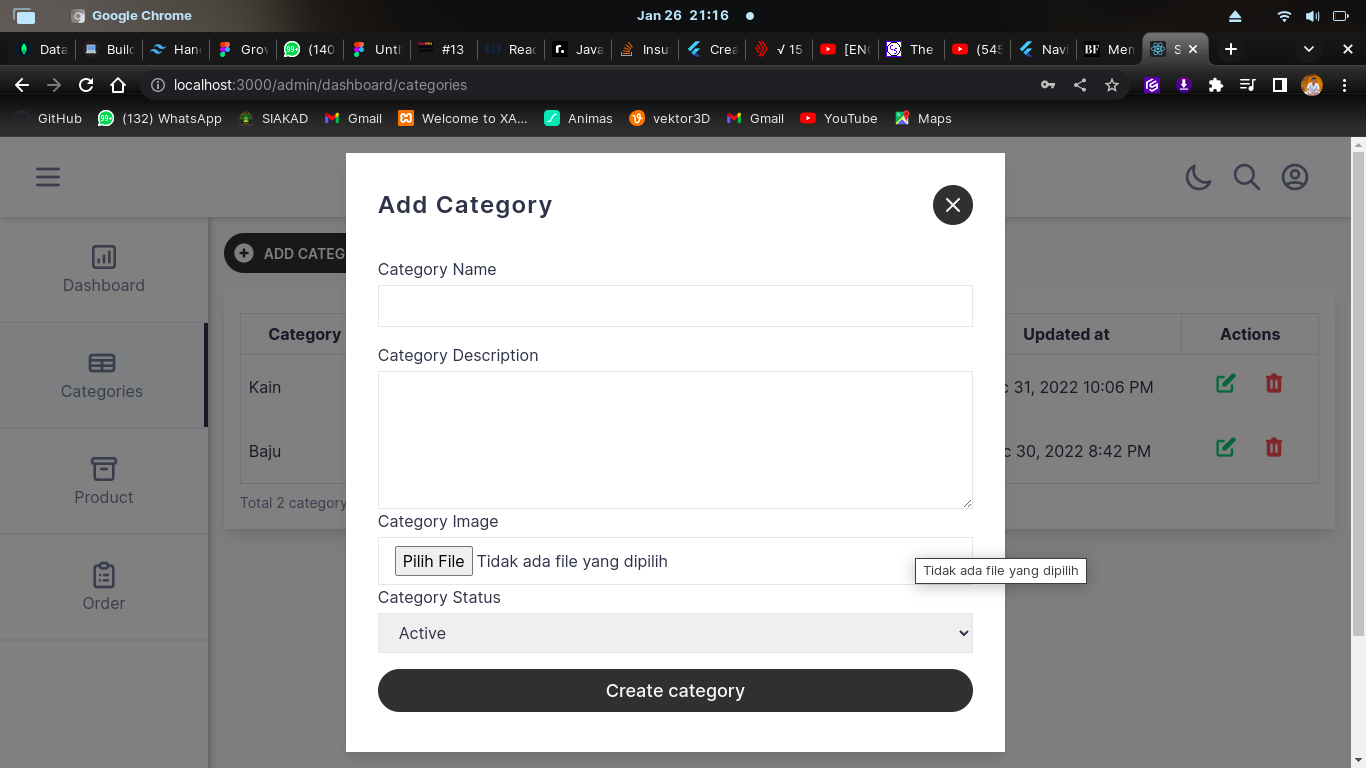 Google Chrome
Jan 26 21:16
Data
Build
Han
Grov
(140
Unti
#13
Reac
Java
Insu
Crea
√ 15
[EN
The
(545
Navi
Men
S
localhost:3000/admin/dashboard/categories
GitHub
(132) WhatsApp
SIAKAD
Gmail
Welcome to XA...
Animas
vektor3D
Gmail
YouTube
Maps
Add Category
Dashboard
Categories
Product
Order
ADD CATEG
Category
Updated at
Actions
Kain
31, 2022 10:06 PM
Baju
30, 2022 8:42 PM
Total 2 category
Category Name
Category Description
Category Image
Pilih File Tidak ada file yang dipilih
Tidak ada file yang dipilih
Category Status
Active
Create category